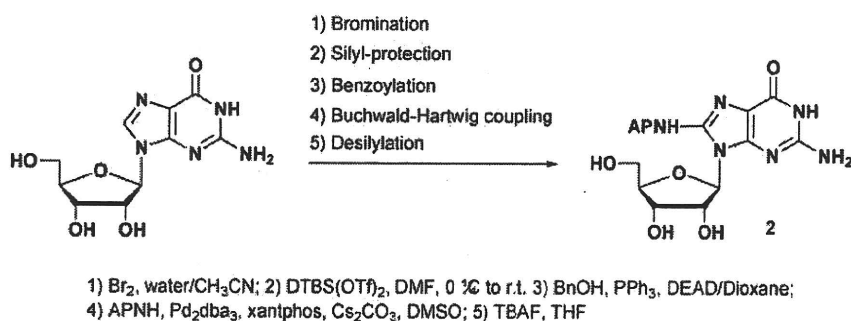 1) Bromination
2) Silyl-protection
3) Benzoylation
4) Buchwald-Hartwig coupling
5) Desilylation
O
N
NH
N
N
NH₂
HO
O
OH
OH
O
N
NH
APNH
N
N
NH₂
HO
O
HO
OH
2
1) Br₂, water/CH₃CN; 2) DTBS(OTf)₂, DMF, 0 ℃ to r.t. 3) BnOH, PPh₃, DEAD/Dioxane;
4) APNH, Pd₂dba₃, xantphos, Cs₂CO₃, DMSO; 5) TBAF, THF